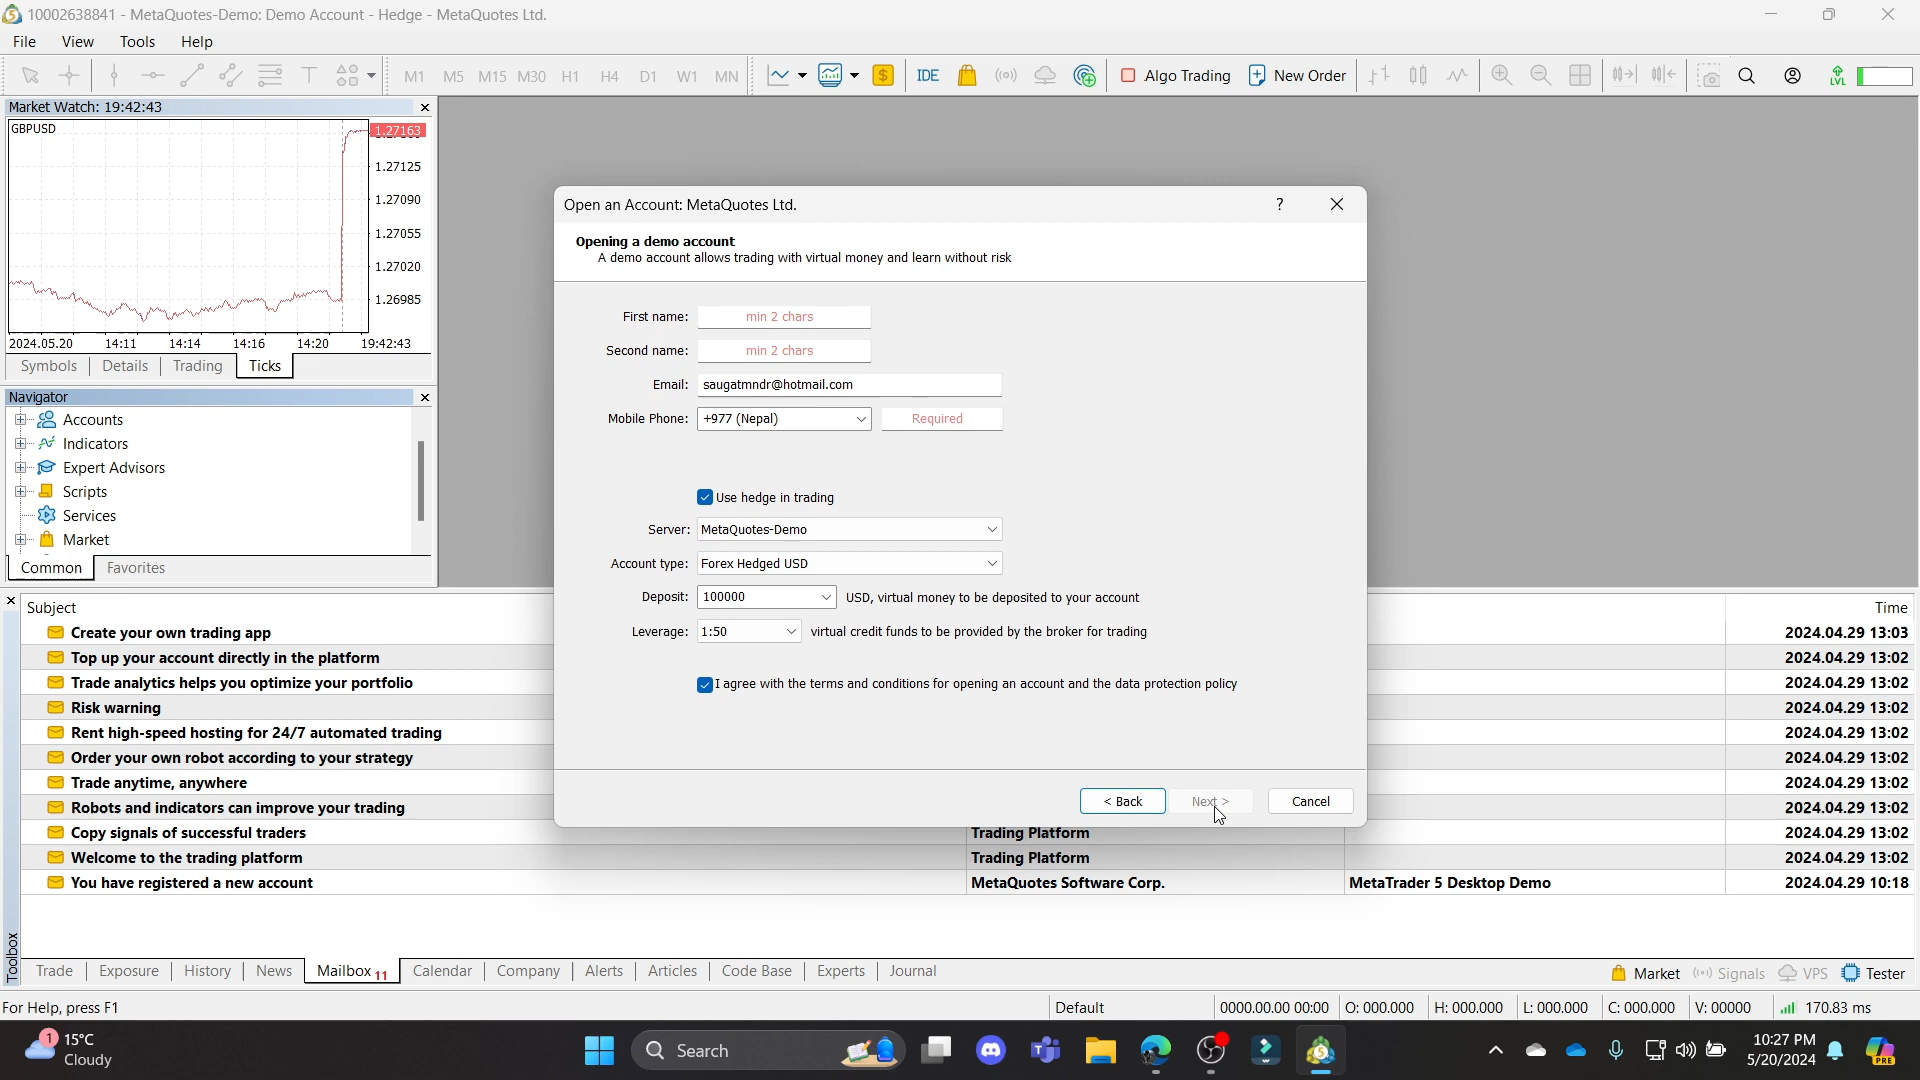 10002638841 - MetaQuotes-Demo: Demo Account - Hedge - MetaQuotes Ltd.
File View Tools Help
M1 M5 M15 M30 H1 H4 D1 W1 MN IDE Algo Trading New Order LVL
Market Watch: 19:42:43
GBPUSD
1.27163
1.27125
1.27090
1.27055
1.27020
1.26985
2024.05.20 14:11 14:14 14:16 14:20 19:42:43
Symbols Details Trading Ticks
Navigator
Accounts
Indicators
Expert Advisors
Scripts
Services
Market
Common Favorites
Open an Account: MetaQuotes Ltd.
Opening a demo account
A demo account allows trading with virtual money and learn without risk
First name: min 2 chars
Second name: min 2 chars
Email: saugatmndr@hotmail.com
Mobile Phone: +977 (Nepal) Required
Use hedge in trading
Server: MetaQuotes-Demo
Account type: Forex Hedged USD
Deposit: 100000 USD, virtual money to be deposited to your account
Leverage: 1:50 virtual credit funds to be provided by the broker for trading
I agree with the terms and conditions for opening an account and the data protection policy
< Back Next > Cancel
Subject Time
Create your own trading app 2024.04.29 13:03
Top up your account directly in the platform 2024.04.29 13:02
Trade analytics helps you optimize your portfolio 2024.04.29 13:02
Risk warning 2024.04.29 13:02
Rent high-speed hosting for 24/7 automated trading 2024.04.29 13:02
Order your own robot according to your strategy 2024.04.29 13:02
Trade anytime, anywhere 2024.04.29 13:02
Robots and indicators can improve your trading 2024.04.29 13:02
Copy signals of successful traders Trading Platform 2024.04.29 13:02
Welcome to the trading platform Trading Platform 2024.04.29 13:02
You have registered a new account MetaQuotes Software Corp. MetaTrader 5 Desktop Demo 2024.04.29 10:18
Toolbox
Trade Exposure History News Mailbox 11 Calendar Company Alerts Articles Code Base Experts Journal Market Signals VPS Tester
For Help, press F1 Default 0000.00.00 00:00 O: 000.000 H: 000.000 L: 000.000 C: 000.000 V: 00000 170.83 ms
1 15°C
Cloudy
Search
10:27 PM
5/20/2024
PRE